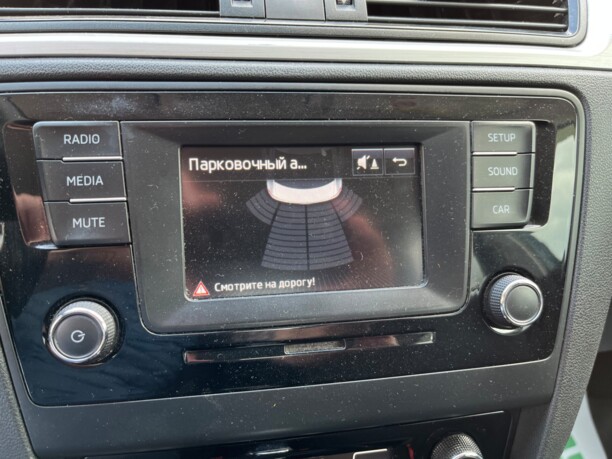 RADIO
MEDIA
MUTE
Парковочный а...
Смотрите на дорогу!
SETUP
SOUND
CAR